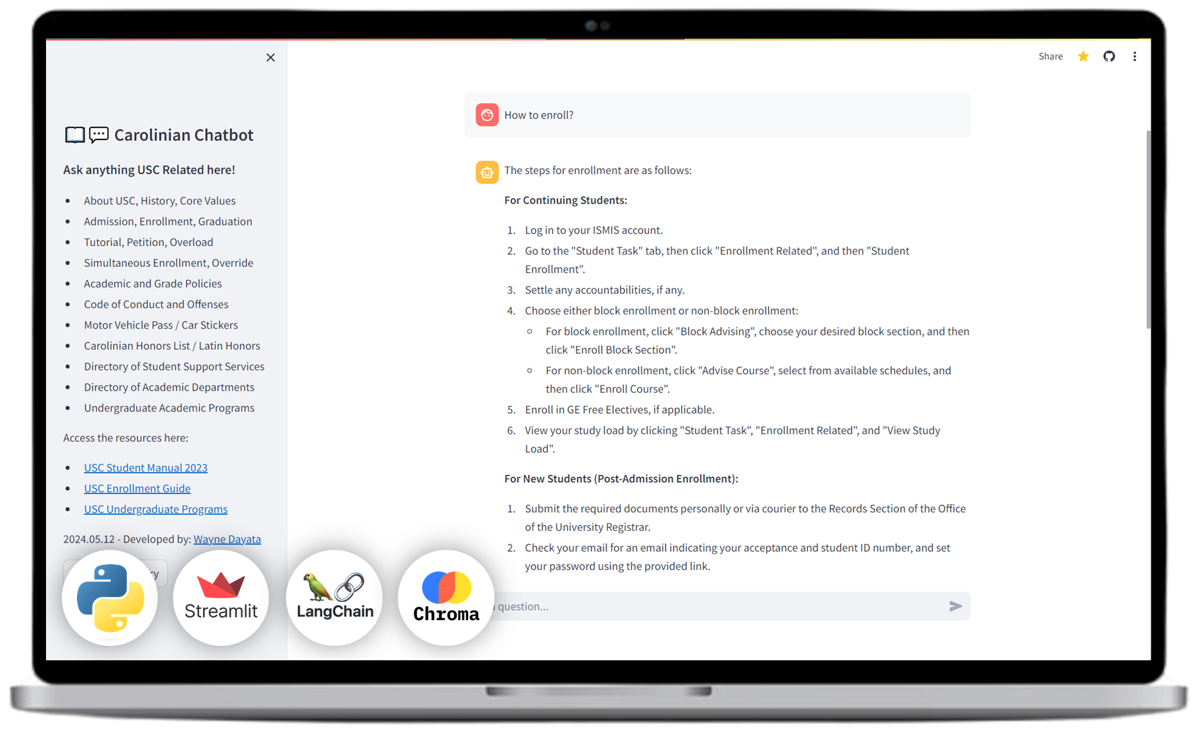 Share
Carolinian Chatbot
Ask anything USC Related here!
About USC, History, Core Values
Admission, Enrollment, Graduation
Tutorial, Petition, Overload
Simultaneous Enrollment, Override
Academic and Grade Policies
Code of Conduct and Offenses
Motor Vehicle Pass / Car Stickers
Carolinian Honors List / Latin Honors
Directory of Student Support Services
Directory of Academic Departments
Undergraduate Academic Programs
Access the resources here:
USC Student Manual 2023
USC Enrollment Guide
USC Undergraduate Programs
2024.05.12 - Developed by: Wayne Dayata
Streamlit
LangChain
Chroma
How to enroll?
The steps for enrollment are as follows:
For Continuing Students:
1. Log in to your ISMIS account.
2. Go to the "Student Task" tab, then click "Enrollment Related", and then "Student
Enrollment".
3. Settle any accountabilities, if any.
4. Choose either block enrollment or non-block enrollment:
For block enrollment, click "Block Advising", choose your desired block section, and then
click "Enroll Block Section".
For non-block enrollment, click "Advise Course", select from available schedules, and
then click "Enroll Course".
5. Enroll in GE Free Electives, if applicable.
6. View your study load by clicking "Student Task", "Enrollment Related", and "View Study
Load".
For New Students (Post-Admission Enrollment):
1. Submit the required documents personally or via courier to the Records Section of the Office
of the University Registrar.
2. Check your email for an email indicating your acceptance and student ID number, and set
your password using the provided link.
question...